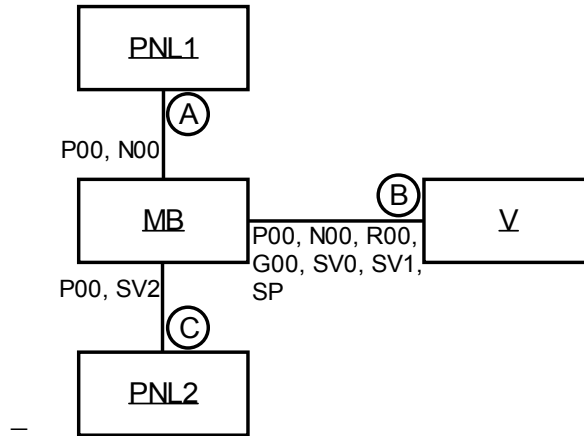 PNL1
A
P00, N00
B
MB
V
P00, N00, R00,
G00, SV0, SV1,
SP
P00, SV2
C
PNL2
_